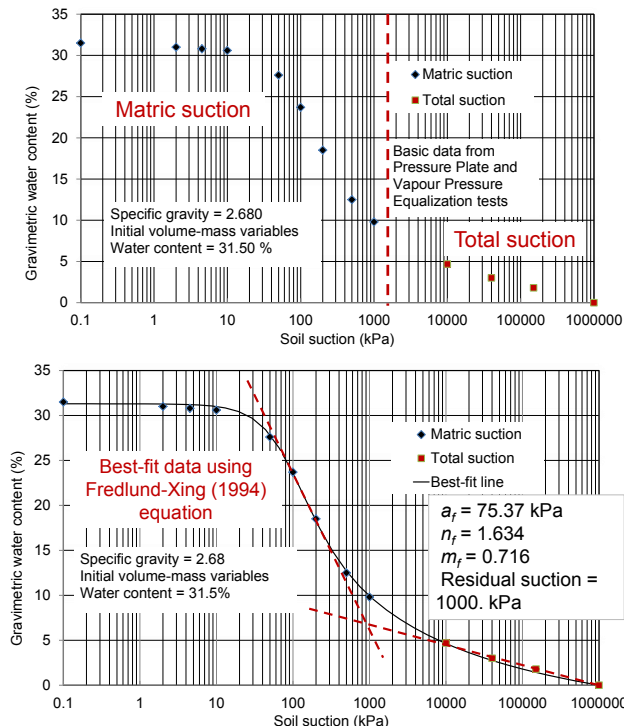 35
30
25
20
15
10
5
0
Gravimetric water content (%)
Matric suction
Matric suction
Total suction
Basic data from
Pressure Plate and
Vapour Pressure
Equalization tests
Specific gravity = 2.680
Initial volume-mass variables
Water content = 31.50 %
Total suction
0.1 1 10 100 1000 10000 100000 1000000
Soil suction (kPa)
35
30
25
20
15
10
5
0
Gravimetric water content (%)
Matric suction
Total suction
Best-fit line
Best-fit data using
Fredlund-Xing (1994)
equation
Specific gravity = 2.68
Initial volume-mass variables
Water content = 31.5%
a_f = 75.37 kPa
n_f = 1.634
m_f = 0.716
Residual suction =
1000. kPa
0.1 1 10 100 1000 10000 100000 1000000
Soil suction (kPa)